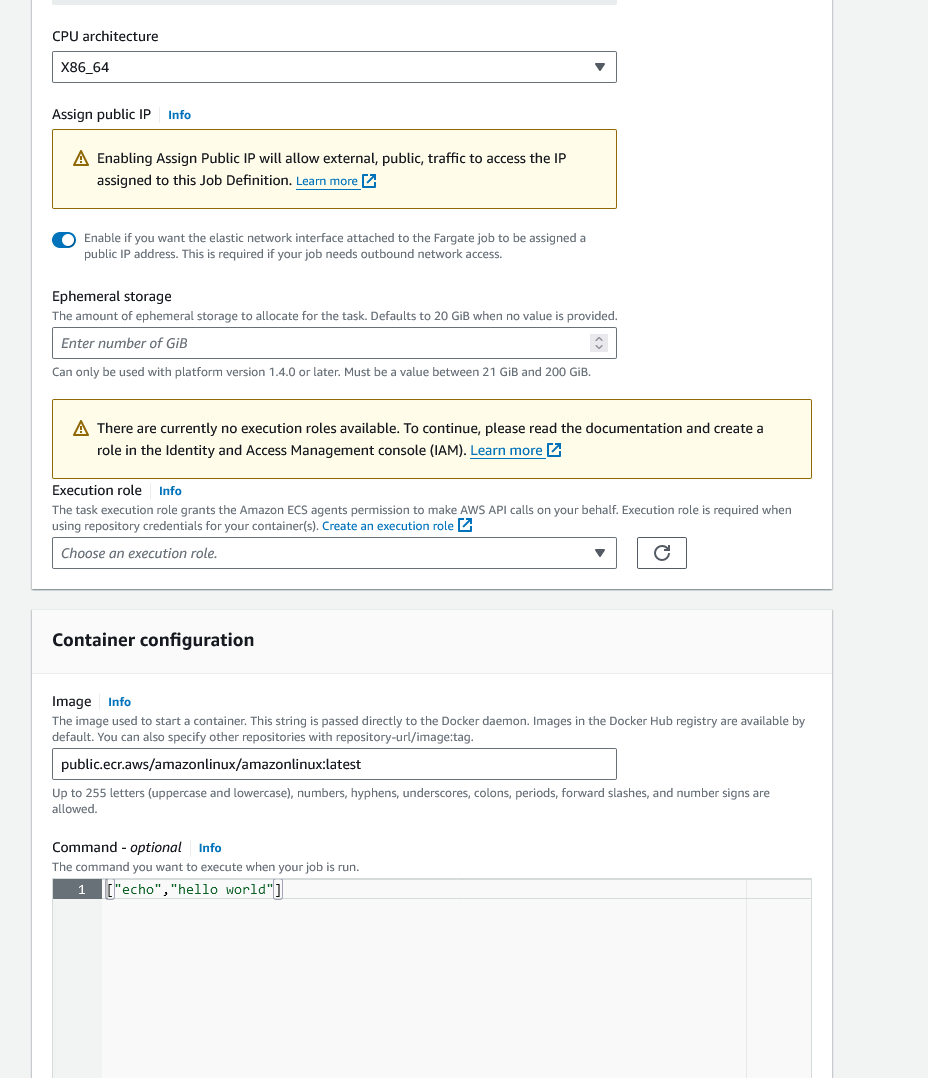 CPU architecture
X86_64
Assign public IP Info
Enabling Assign Public IP will allow external, public, traffic to access the IP
assigned to this Job Definition. Learn more
Enable if you want the elastic network interface attached to the Fargate job to be assigned a
public IP address. This is required if your job needs outbound network access.
Ephemeral storage
The amount of ephemeral storage to allocate for the task. Defaults to 20 GiB when no value is provided.
Enter number of GiB
Can only be used with platform version 1.4.0 or later. Must be a value between 21 GiB and 200 GiB.
There are currently no execution roles available. To continue, please read the documentation and create a
role in the Identity and Access Management console (IAM). Learn more
Execution role Info
The task execution role grants the Amazon ECS agents permission to make AWS API calls on your behalf. Execution role is required when
using repository credentials for your container(s). Create an execution role
Choose an execution role.
Container configuration
Image Info
The image used to start a container. This string is passed directly to the Docker daemon. Images in the Docker Hub registry are available by
default. You can also specify other repositories with repository-url/image:tag.
public.ecr.aws/amazonlinux/amazonlinux:latest
Up to 255 letters (uppercase and lowercase), numbers, hyphens, underscores, colons, periods, forward slashes, and number signs are
allowed.
Command - optional Info
The command you want to execute when your job is run.
1 ["echo","hello world"]